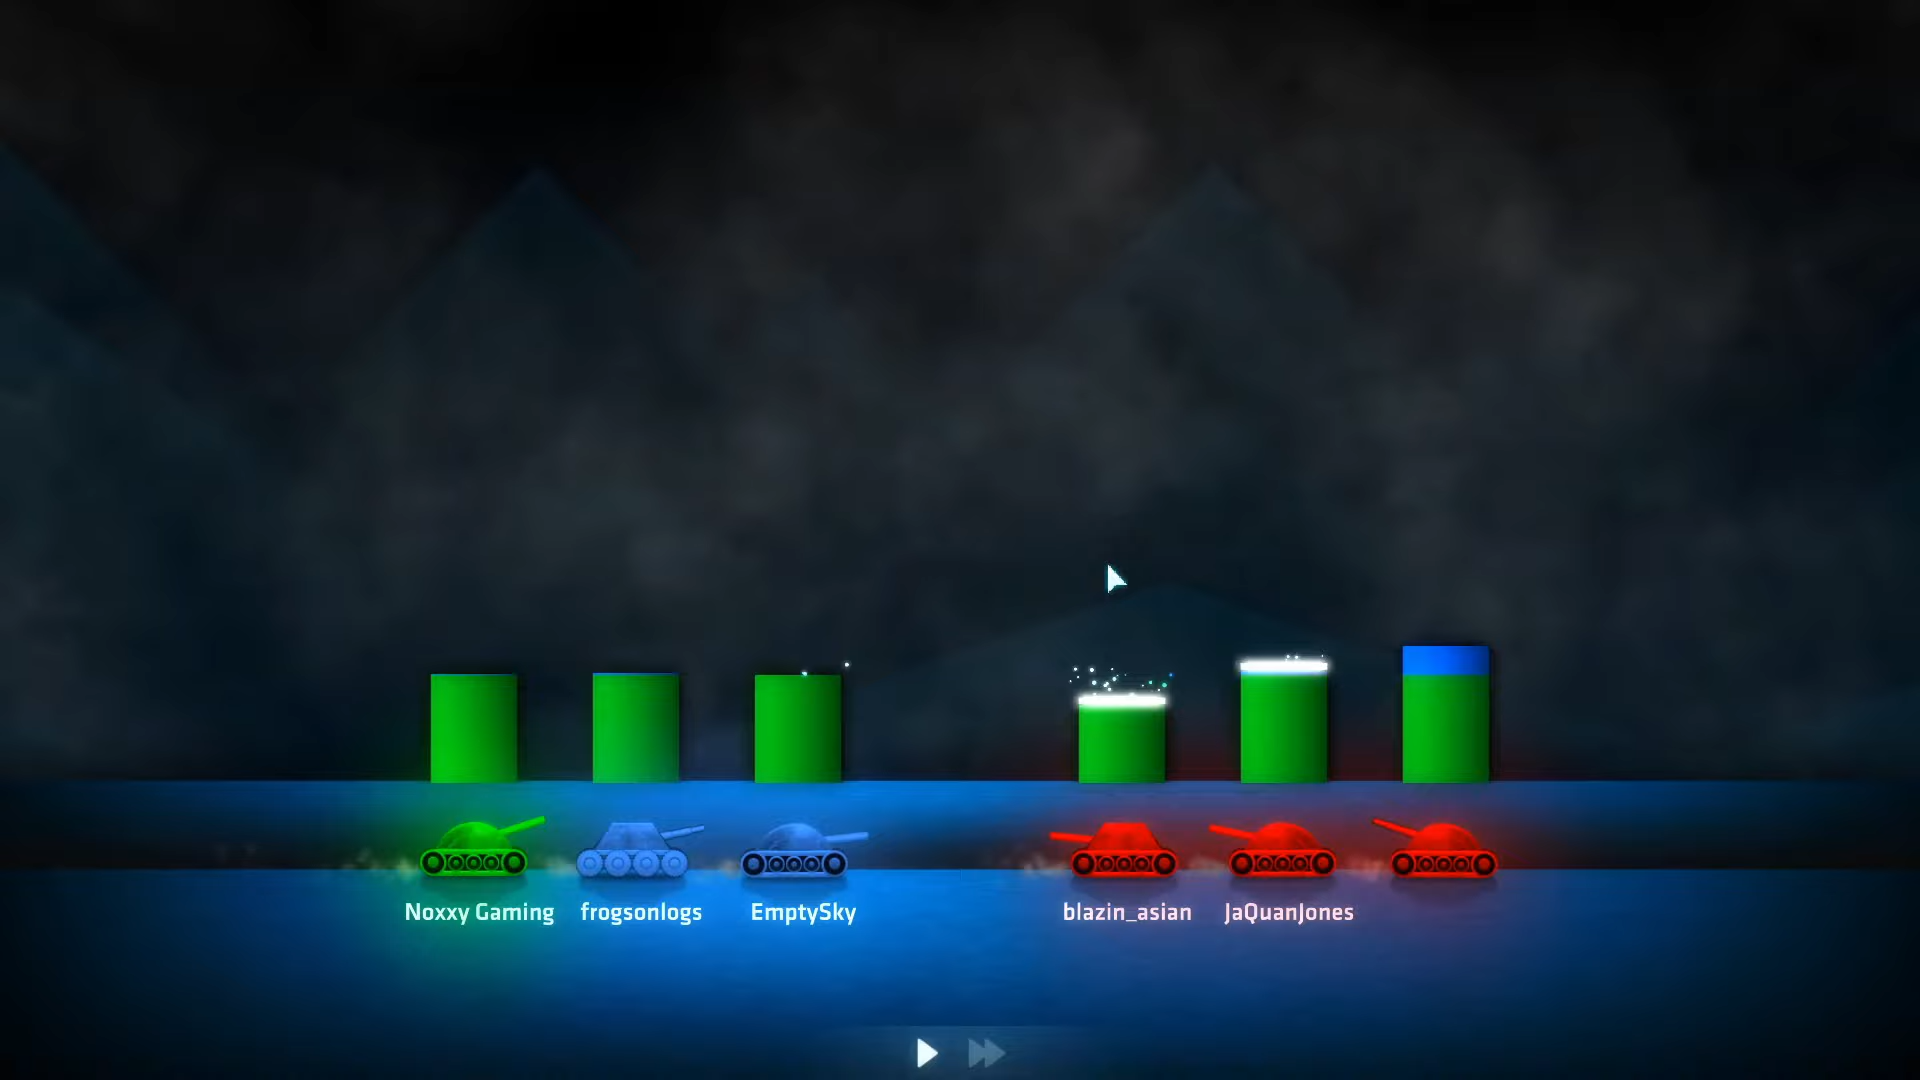 Noxxy Gaming
frogsonlogs
EmptySky
blazin_asian
JaQuanJones